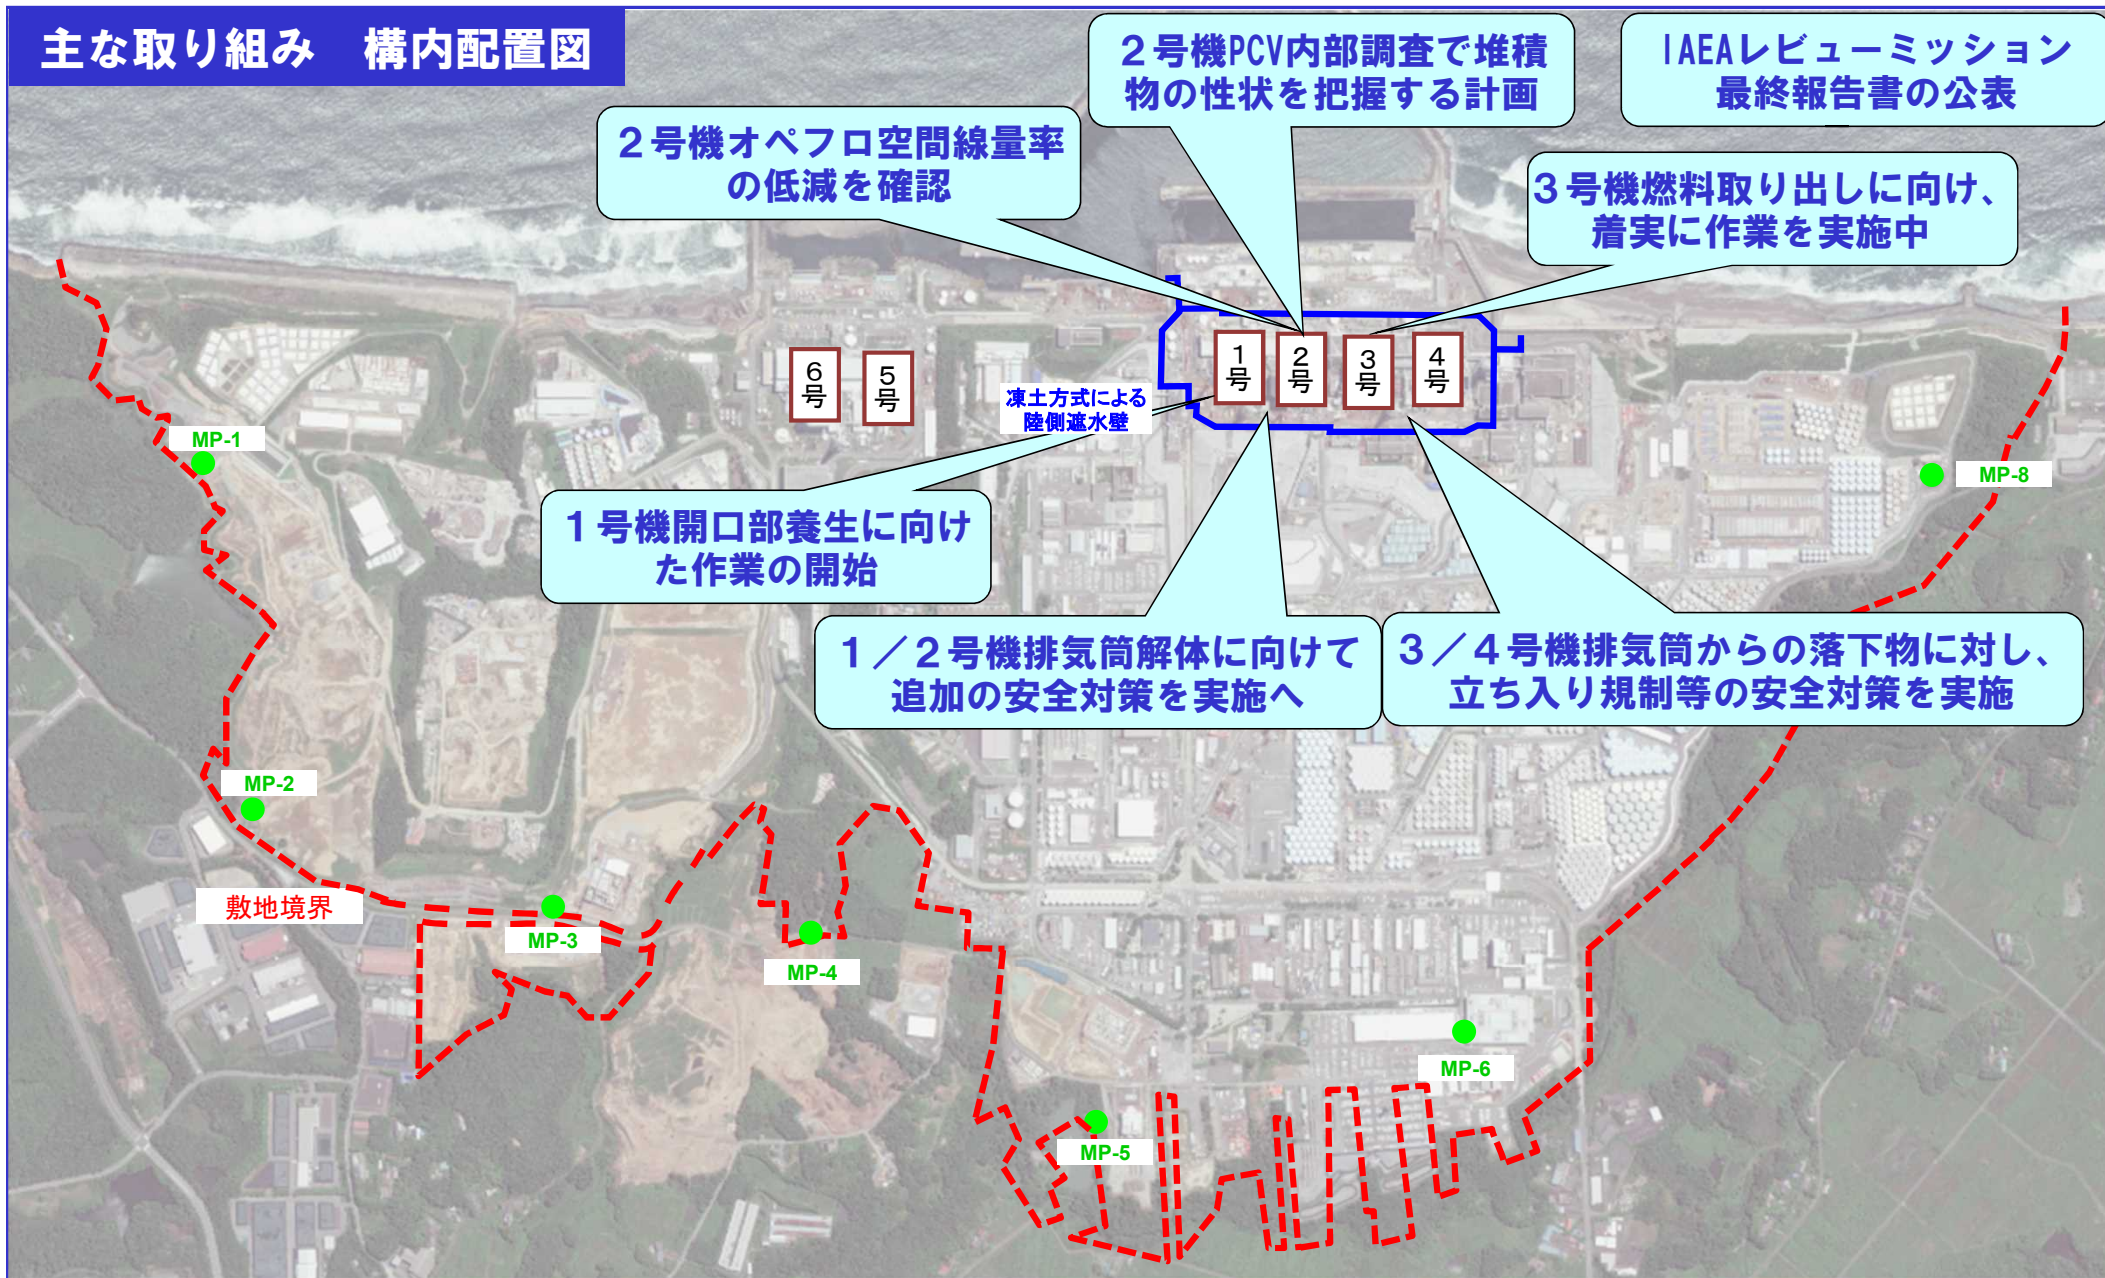 主な取り組み　構内配置図
２号機PCV内部調査で堆積
物の性状を把握する計画
IAEAレビューミッション
最終報告書の公表
２号機オペフロ空間線量率
の低減を確認
３号機燃料取り出しに向け、
着実に作業を実施中
６号
５号
１号
２号
３号
４号
凍土方式による
陸側遮水壁
MP-1
MP-8
１号機開口部養生に向け
た作業の開始
１／２号機排気筒解体に向けて
追加の安全対策を実施へ
３／４号機排気筒からの落下物に対し、
立ち入り規制等の安全対策を実施
MP-2
敷地境界
MP-3
MP-4
MP-6
MP-5